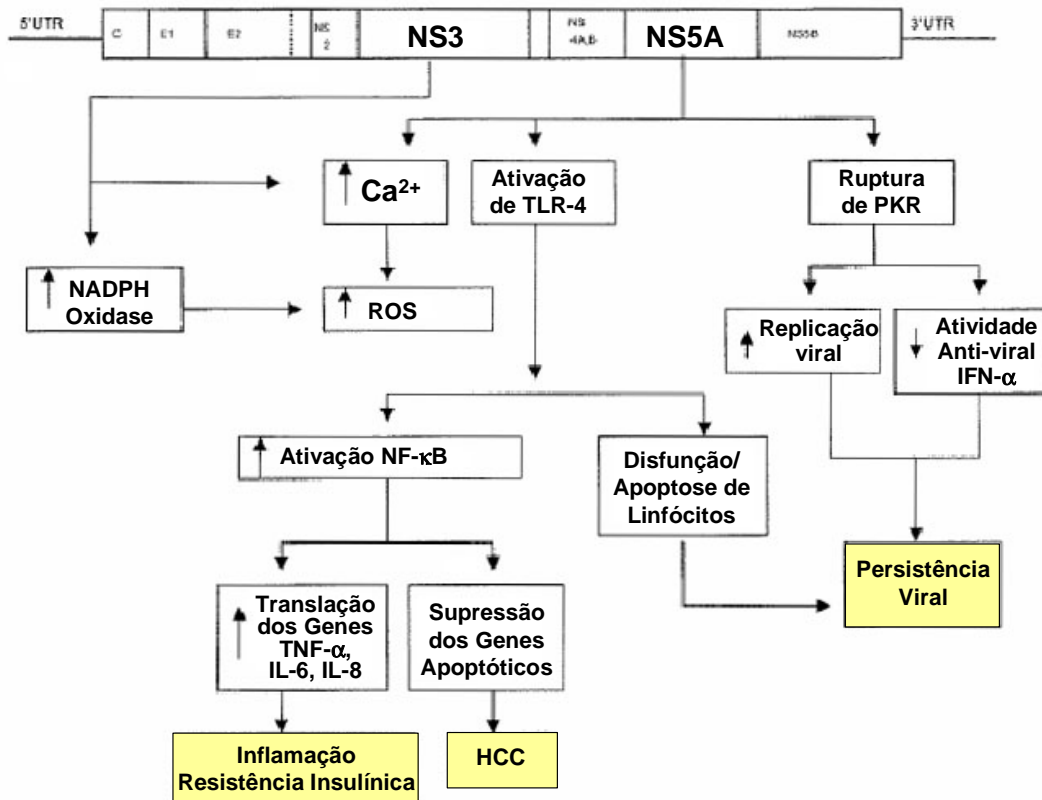 5'UTR
C
E1
E2
NS
2
NS3
NS
4A,B
NS5A
NS5B
3'UTR
Ca²⁺
Ativação
de TLR-4
Ruptura
de PKR
NADPH
Oxidase
ROS
Replicação
viral
Atividade
Anti-viral
IFN-α
Ativação NF-κB
Disfunção/
Apoptose de
Linfócitos
Translação
dos Genes
TNF-α,
IL-6, IL-8
Supressão
dos Genes
Apoptóticos
Persistência
Viral
Inflamação
Resistência Insulínica
HCC